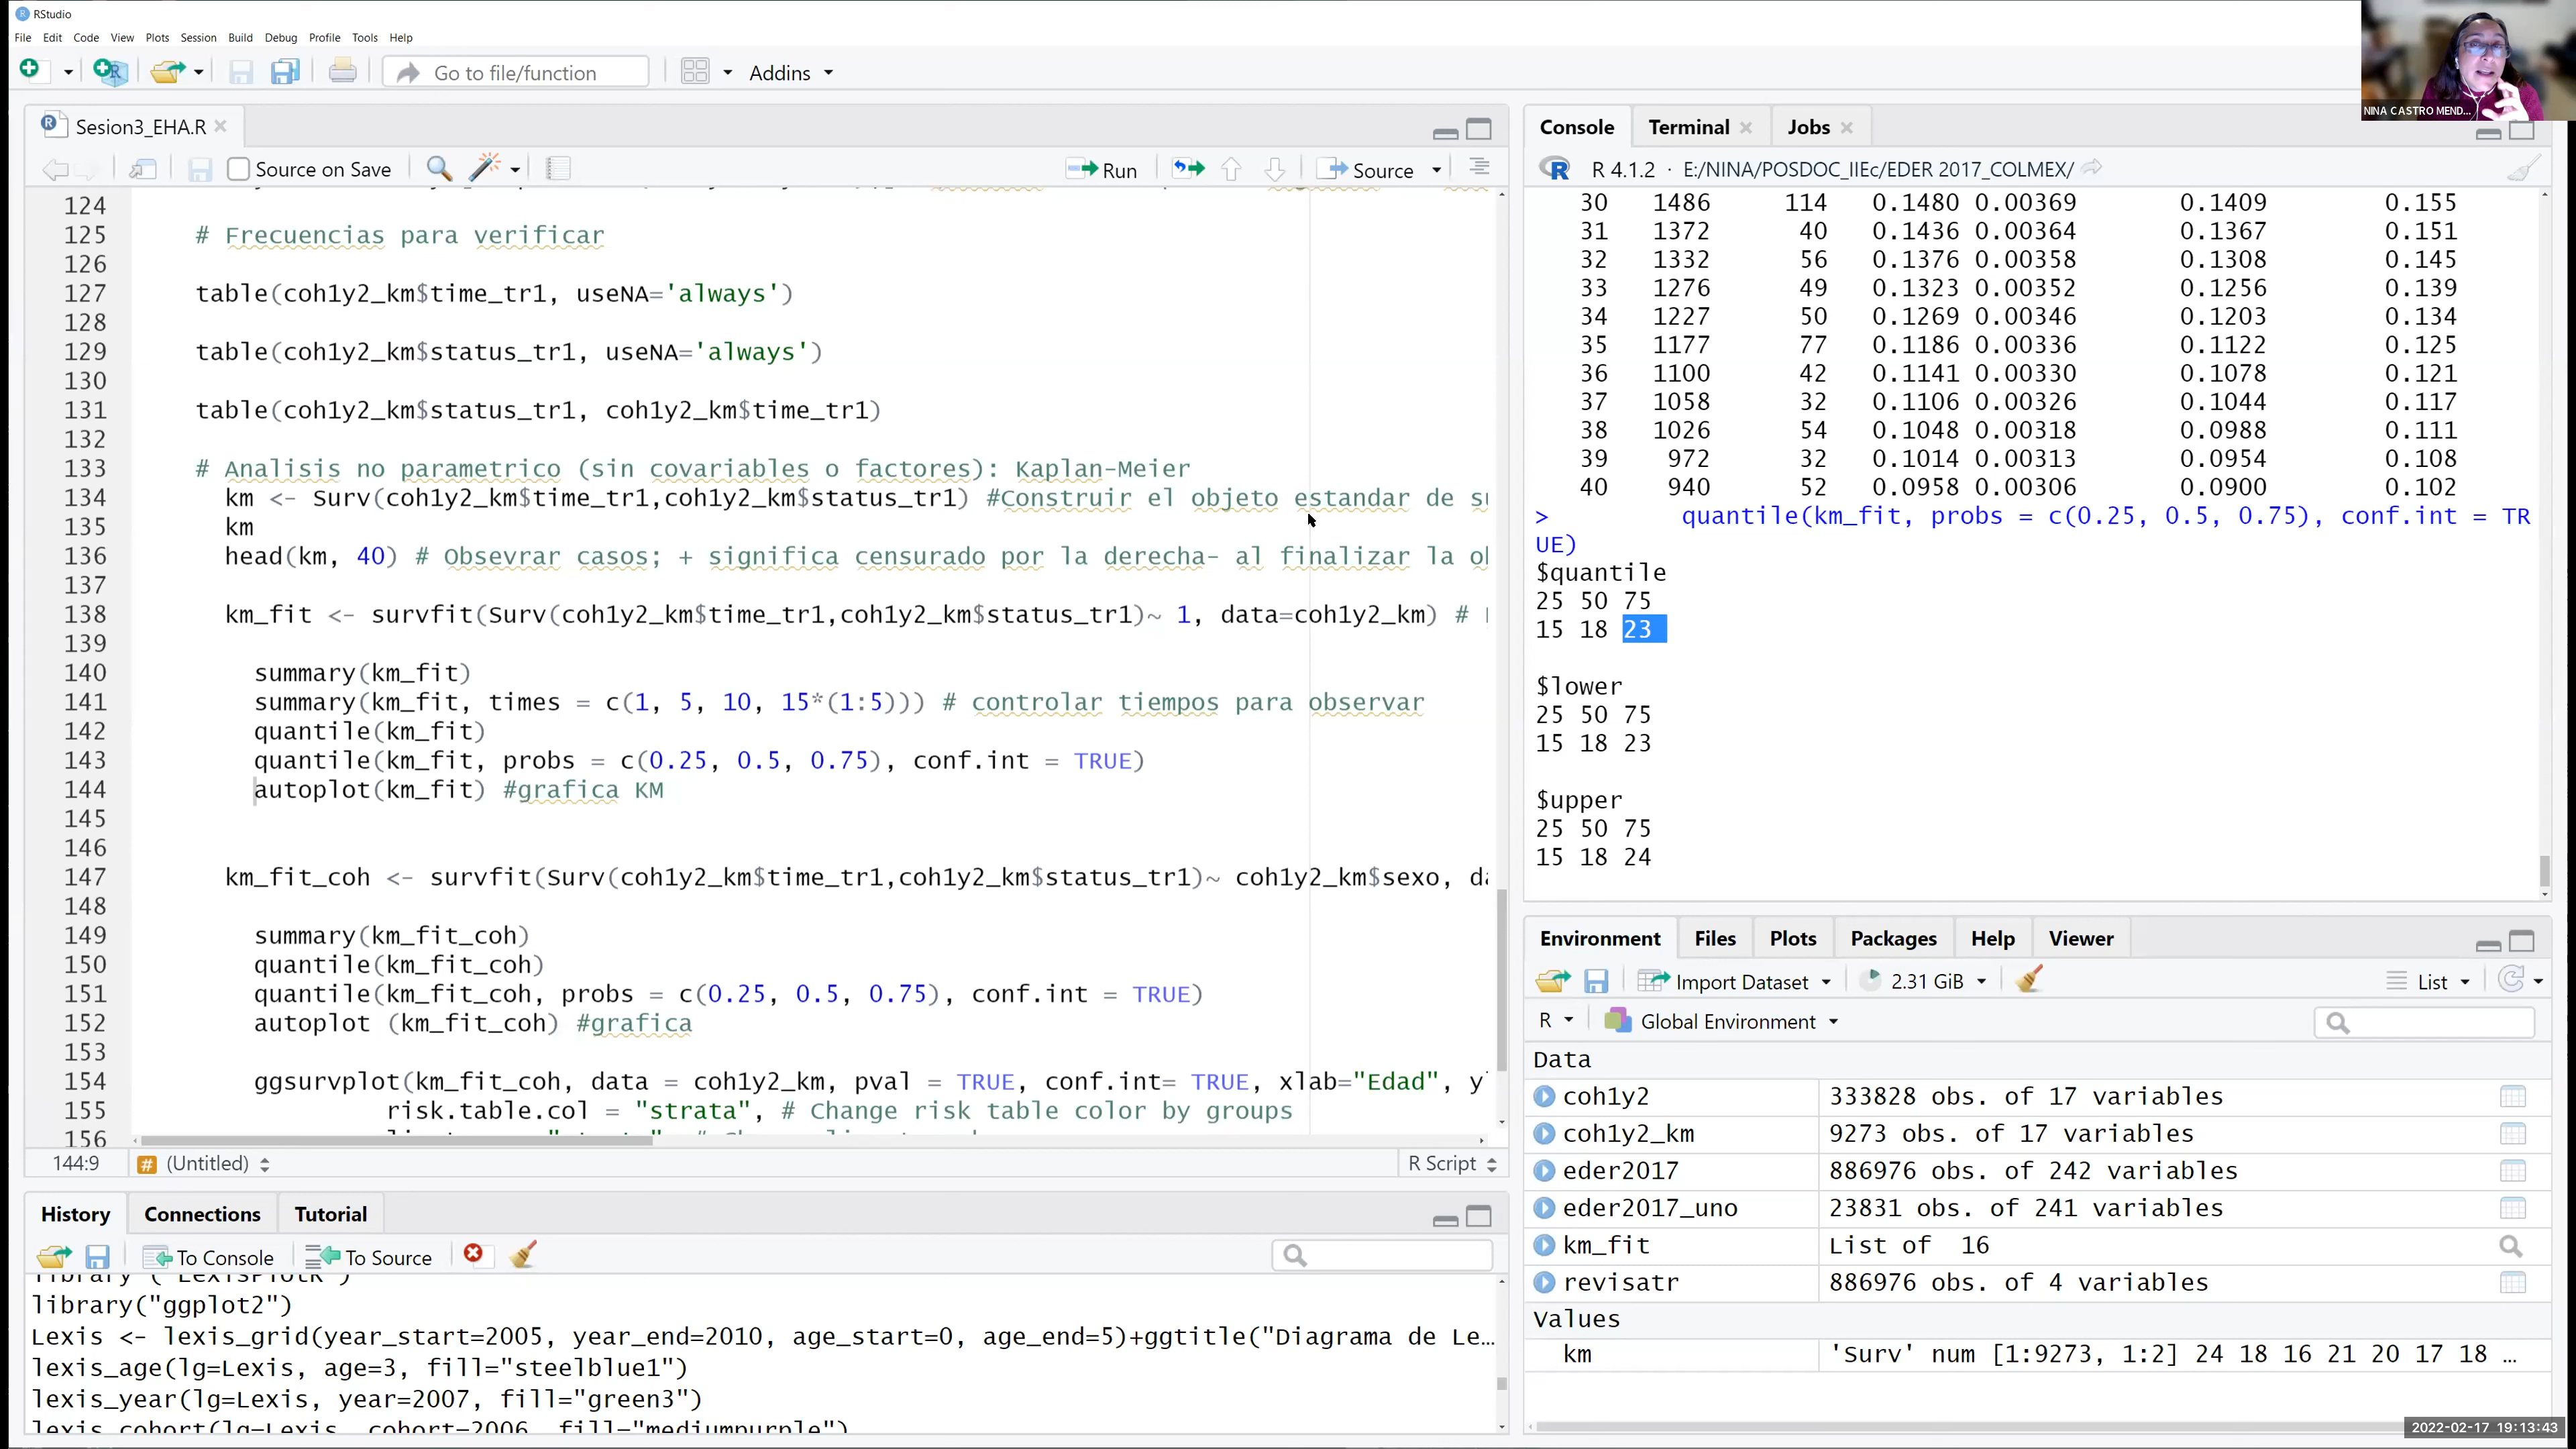 RStudio
File Edit Code View Plots Session Build Debug Profile Tools Help
Go to file/function Addins
NINA CASTRO MEND...
Sesion3_EHA.R
Source on Save Run Source
124
125 # Frecuencias para verificar
126
127 table(coh1y2_km$time_tr1, useNA='always')
128
129 table(coh1y2_km$status_tr1, useNA='always')
130
131 table(coh1y2_km$status_tr1, coh1y2_km$time_tr1)
132
133 # Analisis no parametrico (sin covariables o factores): Kaplan-Meier
134 km <- Surv(coh1y2_km$time_tr1,coh1y2_km$status_tr1) #Construir el objeto estandar de su
135 km
136 head(km, 40) # Obsevrar casos; + significa censurado por la derecha- al finalizar la ob
137
138 km_fit <- survfit(Surv(coh1y2_km$time_tr1,coh1y2_km$status_tr1)~ 1, data=coh1y2_km) #
139
140 summary(km_fit)
141 summary(km_fit, times = c(1, 5, 10, 15*(1:5))) # controlar tiempos para observar
142 quantile(km_fit)
143 quantile(km_fit, probs = c(0.25, 0.5, 0.75), conf.int = TRUE)
144 autoplot(km_fit) #grafica KM
145
146
147 km_fit_coh <- survfit(Surv(coh1y2_km$time_tr1,coh1y2_km$status_tr1)~ coh1y2_km$sexo, da
148
149 summary(km_fit_coh)
150 quantile(km_fit_coh)
151 quantile(km_fit_coh, probs = c(0.25, 0.5, 0.75), conf.int = TRUE)
152 autoplot (km_fit_coh) #grafica
153
154 ggsurvplot(km_fit_coh, data = coh1y2_km, pval = TRUE, conf.int= TRUE, xlab="Edad", yl
155 risk.table.col = "strata", # Change risk table color by groups
156
144:9 # (Untitled) R Script
History Connections Tutorial
To Console To Source
library ("LexisPlotR")
library("ggplot2")
Lexis <- lexis_grid(year_start=2005, year_end=2010, age_start=0, age_end=5)+ggtitle("Diagrama de Le...
lexis_age(lg=Lexis, age=3, fill="steelblue1")
lexis_year(lg=Lexis, year=2007, fill="green3")
lexis_cohort(lg=Lexis, cohort=2006, fill="mediumpurple")
Console Terminal Jobs
R 4.1.2 · E:/NINA/POSDOC_IIEc/EDER 2017_COLMEX/
30 1486 114 0.1480 0.00369 0.1409 0.155
31 1372 40 0.1436 0.00364 0.1367 0.151
32 1332 56 0.1376 0.00358 0.1308 0.145
33 1276 49 0.1323 0.00352 0.1256 0.139
34 1227 50 0.1269 0.00346 0.1203 0.134
35 1177 77 0.1186 0.00336 0.1122 0.125
36 1100 42 0.1141 0.00330 0.1078 0.121
37 1058 32 0.1106 0.00326 0.1044 0.117
38 1026 54 0.1048 0.00318 0.0988 0.111
39 972 32 0.1014 0.00313 0.0954 0.108
40 940 52 0.0958 0.00306 0.0900 0.102
> quantile(km_fit, probs = c(0.25, 0.5, 0.75), conf.int = TR
UE)
$quantile
25 50 75
15 18 23
$lower
25 50 75
15 18 23
$upper
25 50 75
15 18 24
Environment Files Plots Packages Help Viewer
Import Dataset 2.31 GiB List
R Global Environment
Data
coh1y2 333828 obs. of 17 variables
coh1y2_km 9273 obs. of 17 variables
eder2017 886976 obs. of 242 variables
eder2017_uno 23831 obs. of 241 variables
km_fit List of 16
revisatr 886976 obs. of 4 variables
Values
km 'Surv' num [1:9273, 1:2] 24 18 16 21 20 17 18 ...
2022-02-17 19:13:43